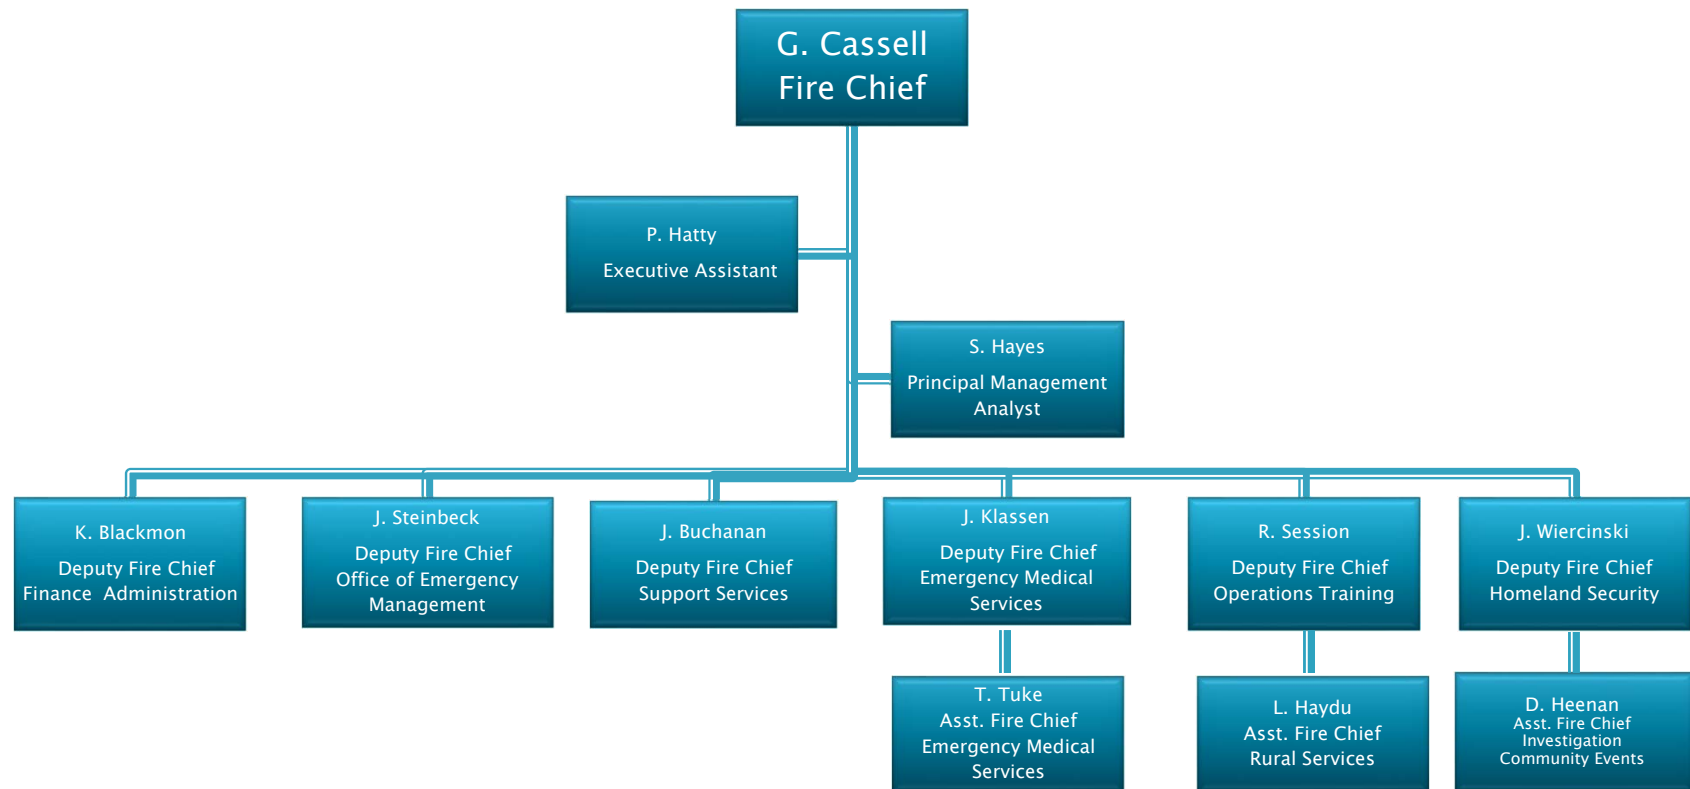 G. Cassell
Fire Chief
P. Hatty
Executive Assistant
S. Hayes
Principal Management
Analyst
K. Blackmon
Deputy Fire Chief
Finance  Administration
J. Steinbeck
Deputy Fire Chief
Office of Emergency
Management
J. Buchanan
Deputy Fire Chief
Support Services
J. Klassen
Deputy Fire Chief
Emergency Medical
Services
R. Session
Deputy Fire Chief
Operations Training
J. Wiercinski
Deputy Fire Chief
Homeland Security
T. Tuke
Asst. Fire Chief
Emergency Medical
Services
L. Haydu
Asst. Fire Chief
Rural Services
D. Heenan
Asst. Fire Chief
Investigation
Community Events